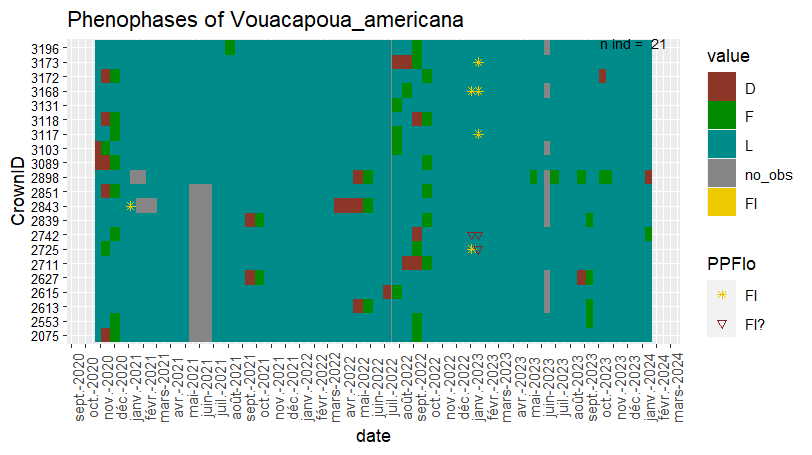 Phenophases of Vouacapoua_americana
n ind =  21
CrownID
3196
3173
3172
3168
3131
3118
3117
3103
3089
2898
2851
2843
2839
2742
2725
2711
2627
2615
2613
2553
2075
sept.-2020
oct.-2020
nov.-2020
déc.-2020
janv.-2021
févr.-2021
mars-2021
avr.-2021
mai-2021
juin-2021
juil.-2021
août-2021
sept.-2021
oct.-2021
nov.-2021
déc.-2021
janv.-2022
févr.-2022
mars-2022
avr.-2022
mai-2022
juin-2022
juil.-2022
août-2022
sept.-2022
oct.-2022
nov.-2022
déc.-2022
janv.-2023
févr.-2023
mars-2023
avr.-2023
mai-2023
juin-2023
juil.-2023
août-2023
sept.-2023
oct.-2023
nov.-2023
déc.-2023
janv.-2024
févr.-2024
mars-2024
date
value
D
F
L
no_obs
Fl
PPFlo
Fl
Fl?